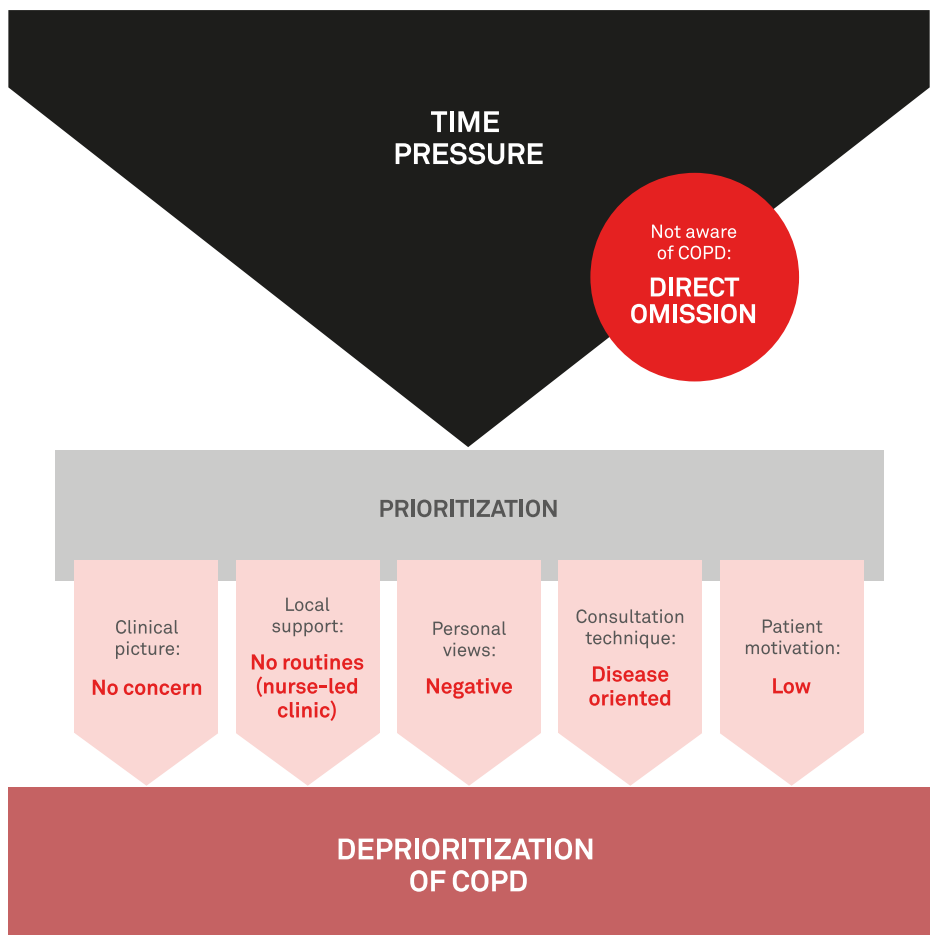 TIME
PRESSURE
Not aware
of COPD:
DIRECT
OMISSION
PRIORITIZATION
Clinical
picture:
No concern
Local
support:
No routines
(nurse-led
clinic)
Personal
views:
Negative
Consultation
technique:
Disease
oriented
Patient
motivation:
Low
DEPRIORITIZATION
OF COPD